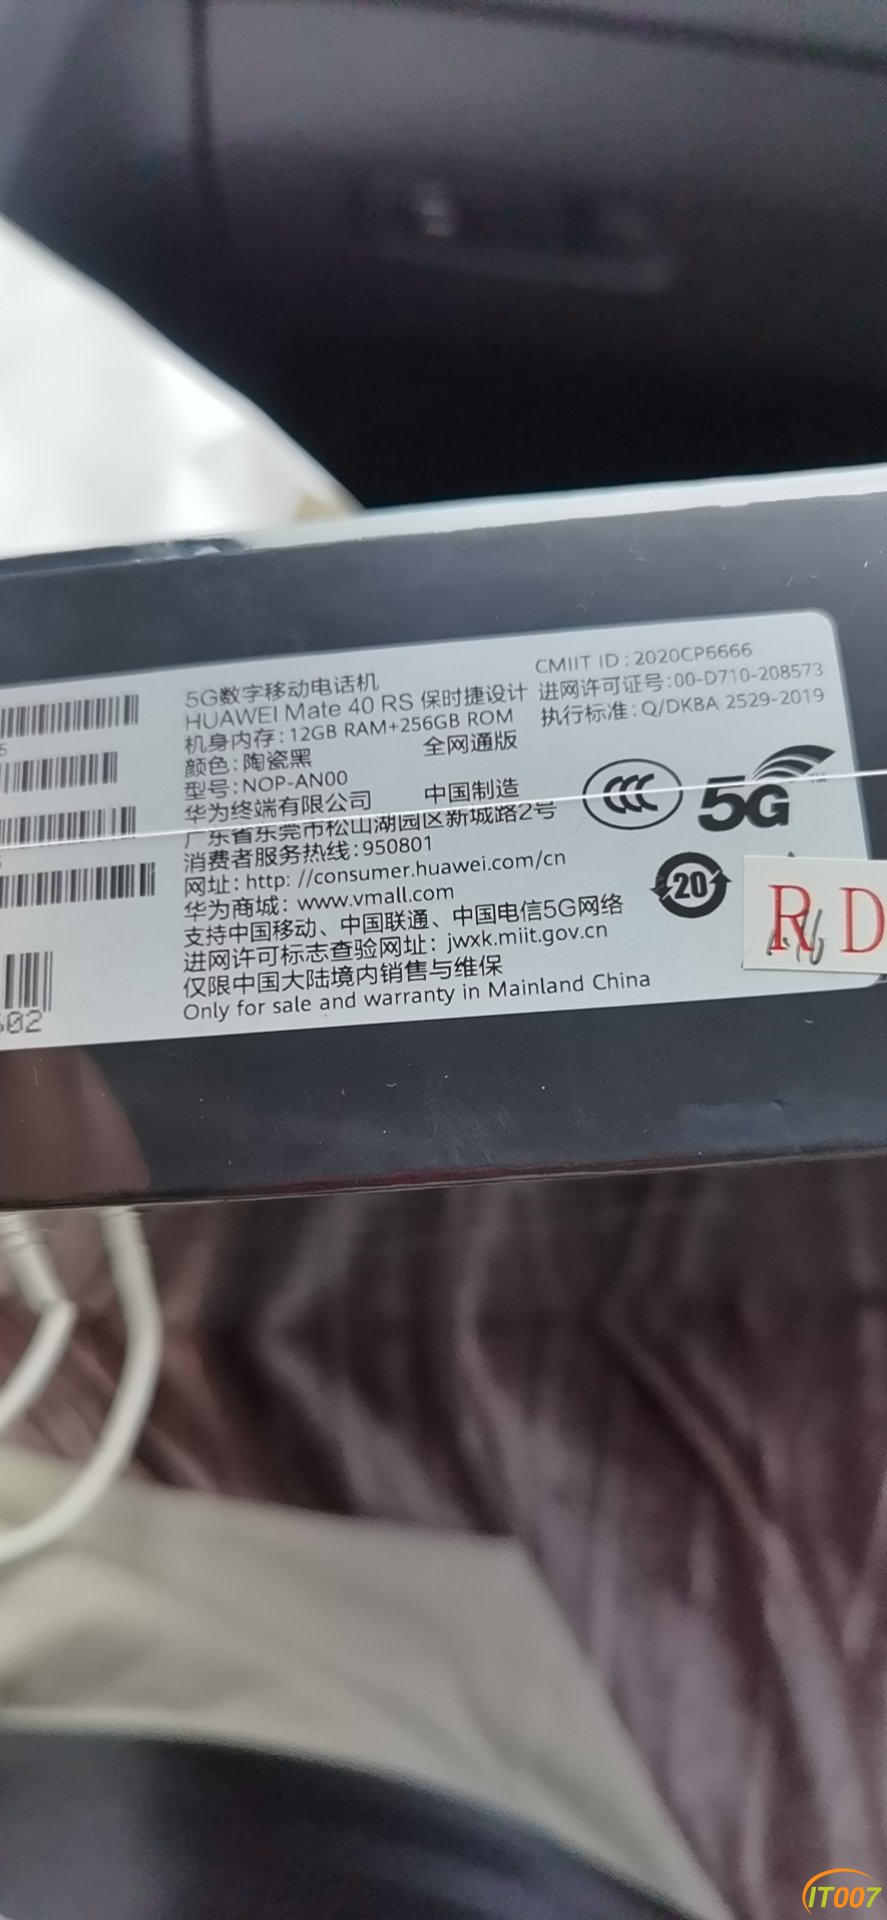 5G数字移动电话机
HUAWEI Mate 40 RS 保时捷设计
机身内存：12GB RAM+256GB ROM
颜色：陶瓷黑
全网通版
型号：NOP-AN00
华为终端有限公司
中国制造
广东省东莞市松山湖园区新城路2号
消费者服务热线：950801
网址：http: //consumer.huawei.com/cn
华为商城：www.vmall.com
支持中国移动、中国联通、中国电信5G网络
进网许可标志查验网址：jwxk.miit.gov.cn
仅限中国大陆境内销售与维保
Only for sale and warranty in Mainland China
CMIIT ID：2020CP6666
进网许可证号：00-D710-208573
执行标准：Q/DKBA 2529-2019
CCC
5G
TM
20
RD
5
602
IT007